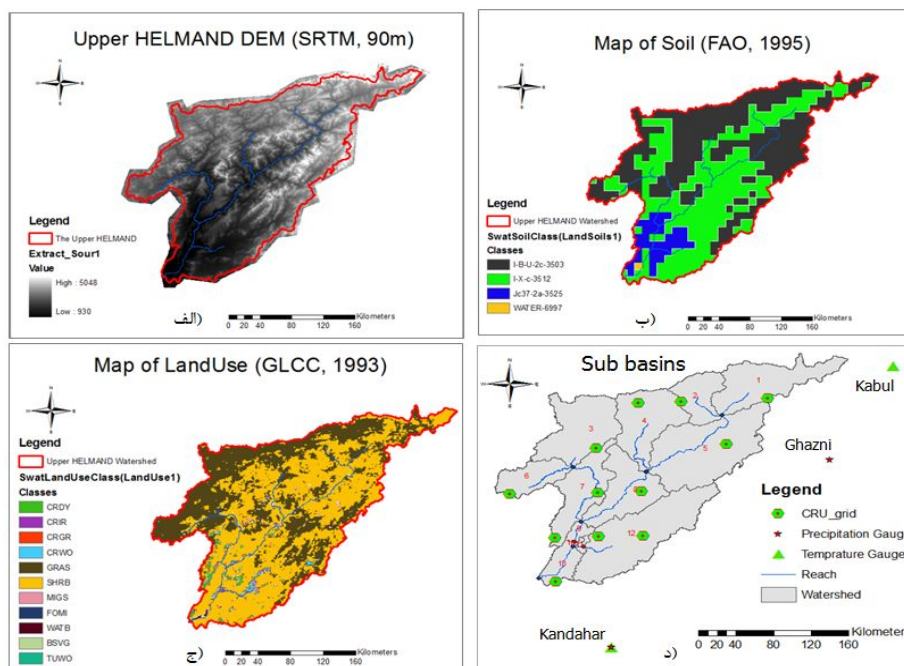 Upper HELMAND DEM (SRTM, 90m)
Legend
The Upper HELMAND
Extract_Sour1
Value
High : 5048
Low : 930
Kilometers
0 20 40 80 120 160
الف)
Map of Soil (FAO, 1995)
Legend
Upper HELMAND Watershed
SwatSoilClass(LandSoils1)
Classes
I-B-U-2c-3503
I-X-c-3512
Jc37-2a-3525
WATER-6997
Kilometers
0 20 40 80 120 160
ب)
Map of LandUse (GLCC, 1993)
Legend
Upper HELMAND Watershed
SwatLandUseClass(LandUse1)
Classes
CRDY
CRIR
CRGR
CRWO
GRAS
SHRB
MIGS
FOMI
WATB
BSVG
TUWO
Kilometers
0 20 40 80 120 160
ج)
Sub basins
Kabul
Ghazni
Kandahar
1
2
3
4
5
6
7
8
9
10
12
Legend
CRU_grid
Precipitation Gaug
Temprature Gauge
Reach
Watershed
Kilometer
0 20 40 80 120 160
د)